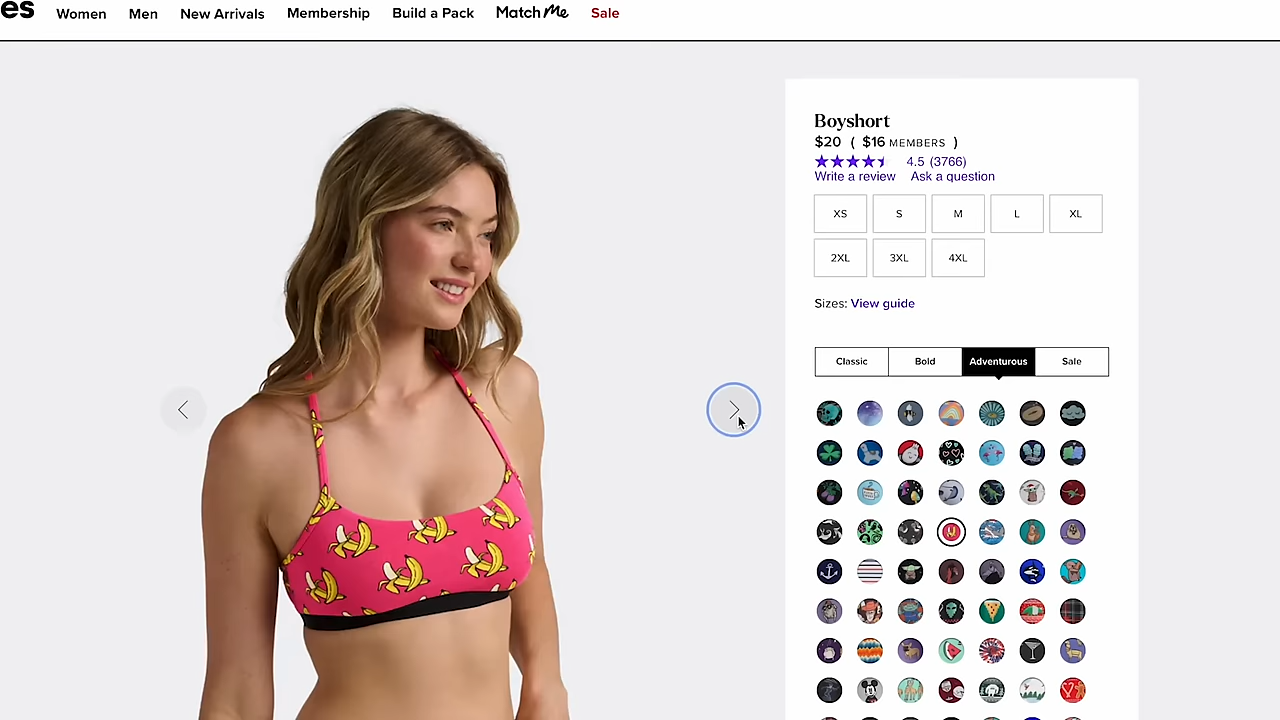 es Women Men New Arrivals Membership Build a Pack Match Me Sale
Boyshort
$20 ( $16 MEMBERS )
4.5 (3766)
Write a review Ask a question
XS S M L XL
2XL 3XL 4XL
Sizes: View guide
Classic Bold Adventurous Sale